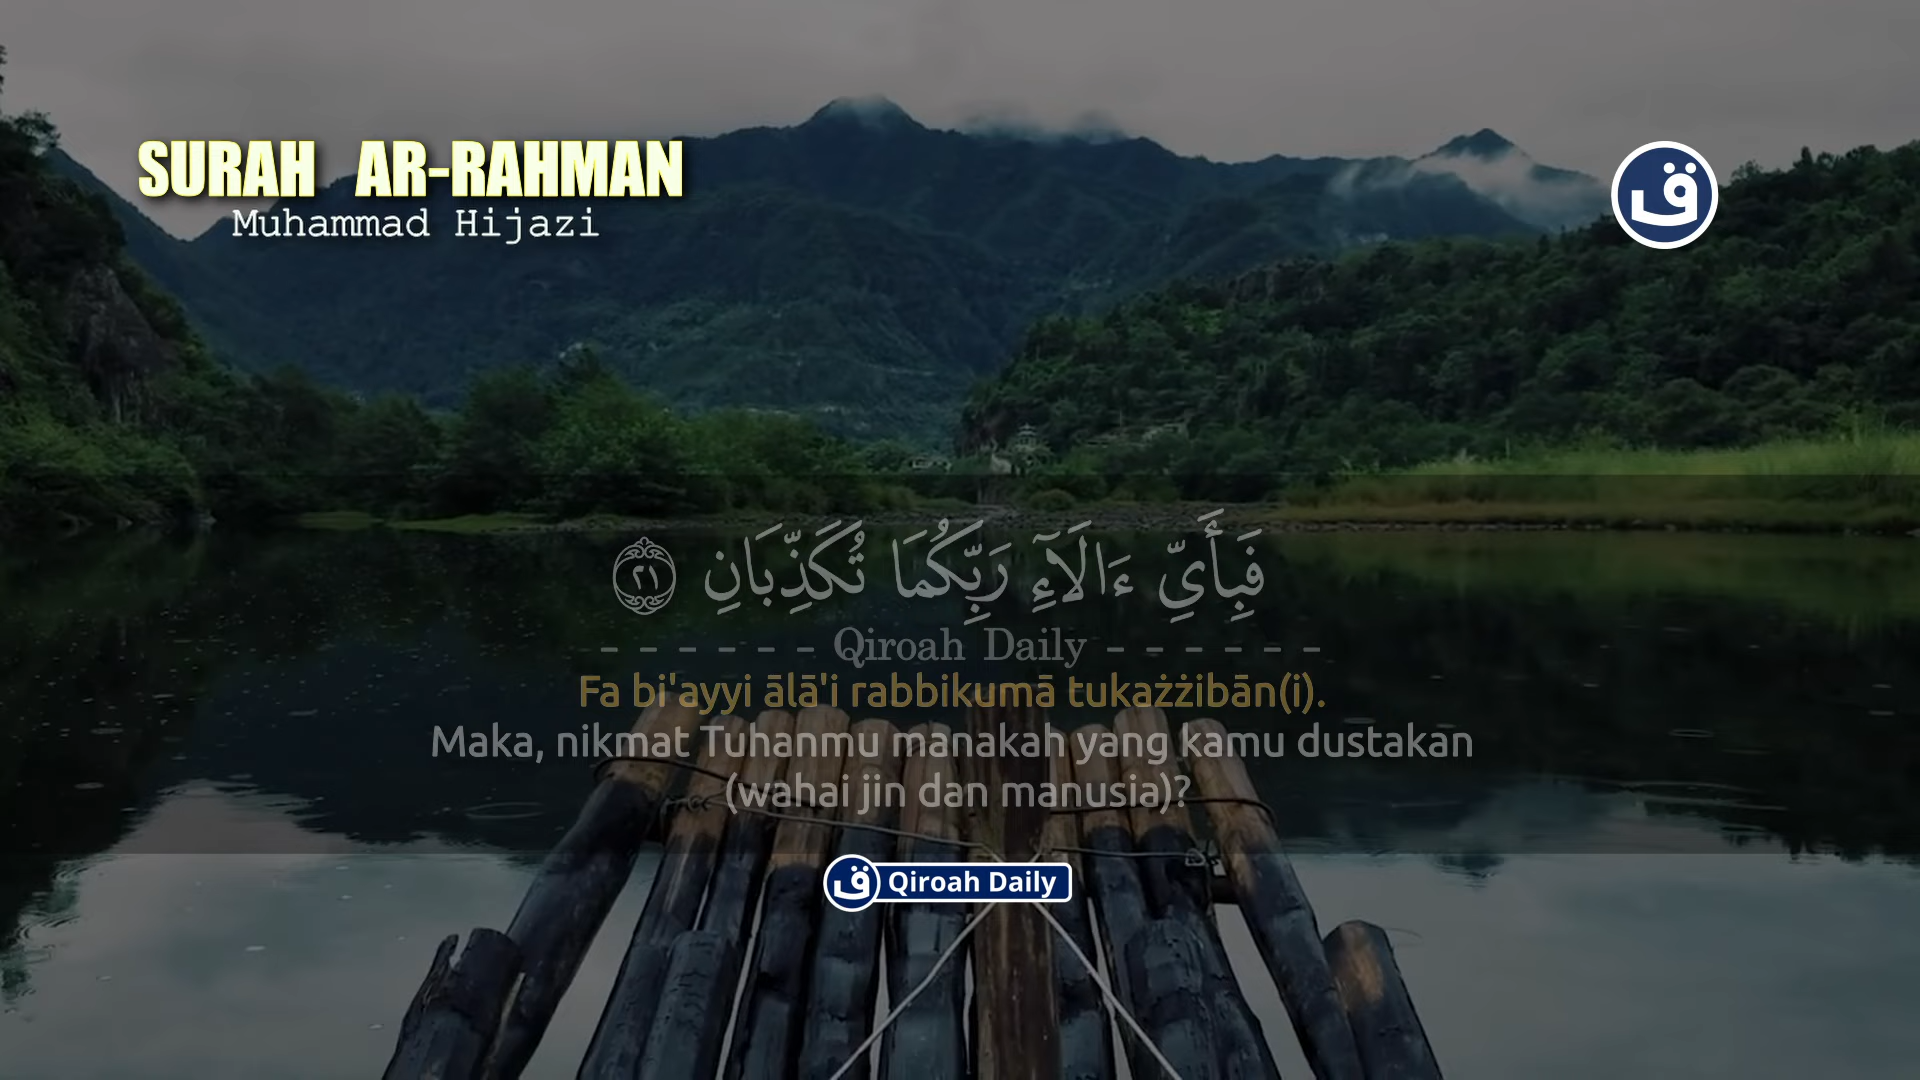 SURAH AR-RAHMAN
Muhammad Hijazi
ق
فَبِأَيِّ ءَالَآءِ رَبِّكُمَا تُكَذِّبَانِ ٢١
- - - - - - Qiroah Daily - - - - - -
Fa bi'ayyi ālā'i rabbikumā tukażżibān(i).
Maka, nikmat Tuhanmu manakah yang kamu dustakan
(wahai jin dan manusia)?
ق Qiroah Daily